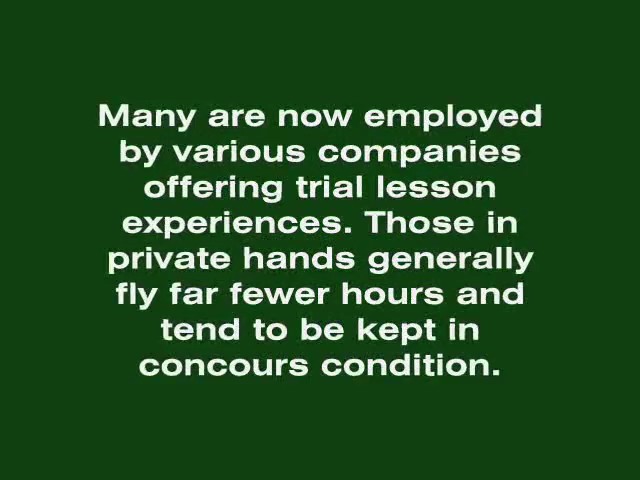 Many are now employed
by various companies
offering trial lesson
experiences. Those in
private hands generally
fly far fewer hours and
tend to be kept in
concours condition.